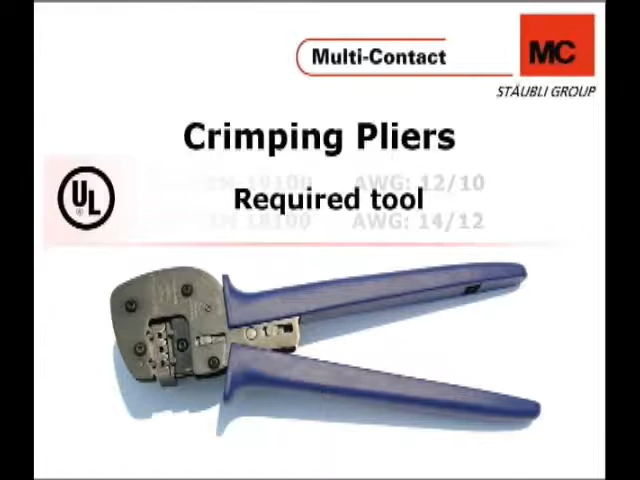 Multi-Contact
MC
STÄUBLI GROUP
Crimping Pliers
AWG: 12/10
UL
®
Required tool
AWG: 14/12